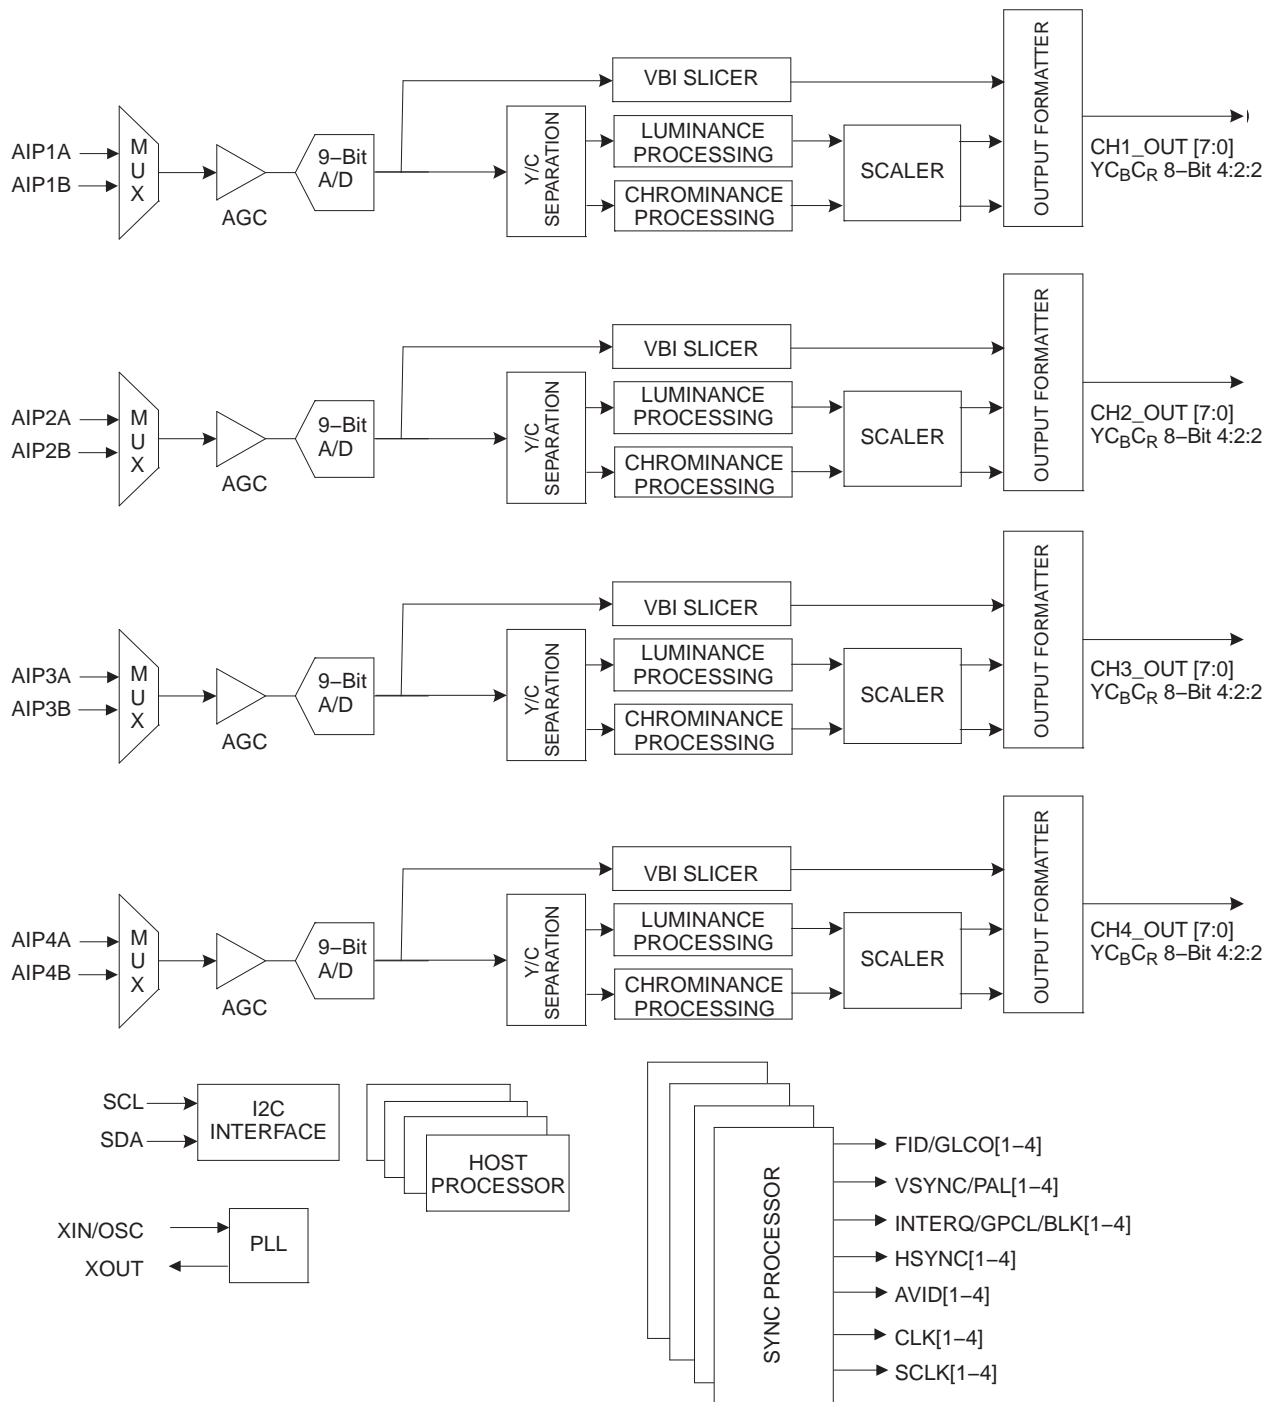 VBI SLICER
OUTPUT FORMATTER
AIP1A
AIP1B
M
U
X
AGC
9–Bit
A/D
Y/C
SEPARATION
LUMINANCE
PROCESSING
CHROMINANCE
PROCESSING
SCALER
CH1_OUT [7:0]
YCBCR 8–Bit 4:2:2
VBI SLICER
OUTPUT FORMATTER
AIP2A
AIP2B
M
U
X
AGC
9–Bit
A/D
Y/C
SEPARATION
LUMINANCE
PROCESSING
CHROMINANCE
PROCESSING
SCALER
CH2_OUT [7:0]
YCBCR 8–Bit 4:2:2
VBI SLICER
OUTPUT FORMATTER
AIP3A
AIP3B
M
U
X
AGC
9–Bit
A/D
Y/C
SEPARATION
LUMINANCE
PROCESSING
CHROMINANCE
PROCESSING
SCALER
CH3_OUT [7:0]
YCBCR 8–Bit 4:2:2
VBI SLICER
OUTPUT FORMATTER
AIP4A
AIP4B
M
U
X
AGC
9–Bit
A/D
Y/C
SEPARATION
LUMINANCE
PROCESSING
CHROMINANCE
PROCESSING
SCALER
CH4_OUT [7:0]
YCBCR 8–Bit 4:2:2
SCL
SDA
I2C
INTERFACE
HOST
PROCESSOR
XIN/OSC
XOUT
PLL
SYNC PROCESSOR
FID/GLCO[1–4]
VSYNC/PAL[1–4]
INTERQ/GPCL/BLK[1–4]
HSYNC[1–4]
AVID[1–4]
CLK[1–4]
SCLK[1–4]